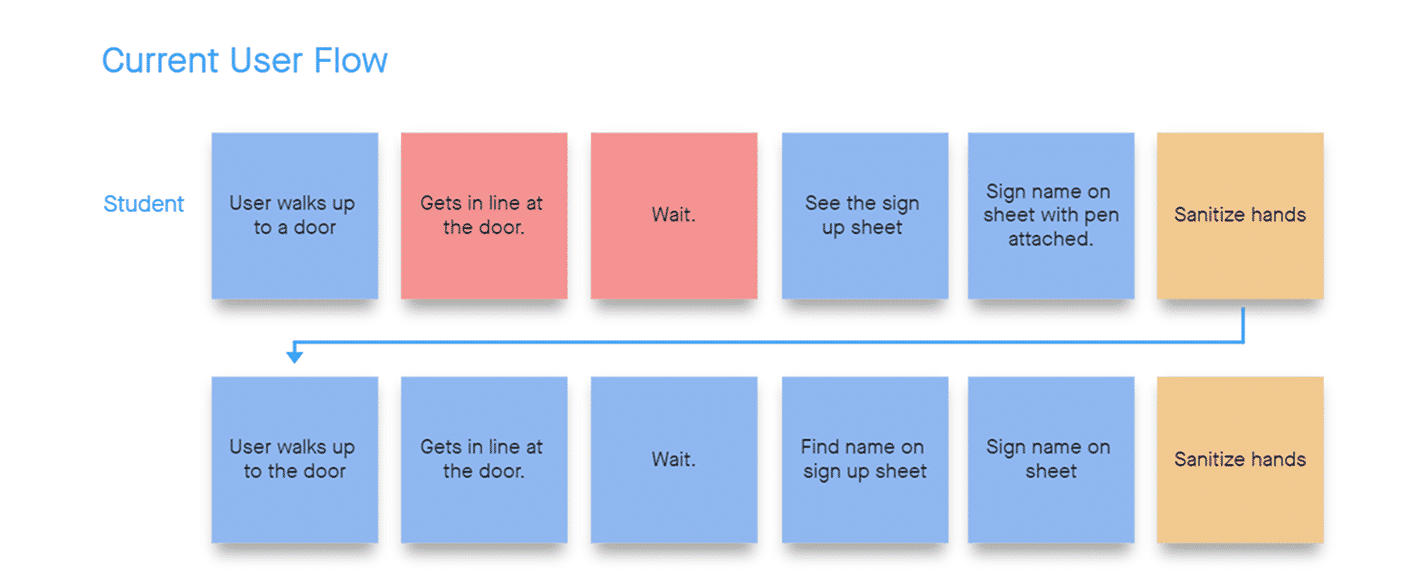 Current User Flow
Student
User walks up
to a door
Gets in line at
the door.
Wait.
See the sign
up sheet
Sign name on
sheet with pen
attached.
Sanitize hands
User walks up
to the door
Gets in line at
the door.
Wait.
Find name on
sign up sheet
Sign name on
sheet
Sanitize hands